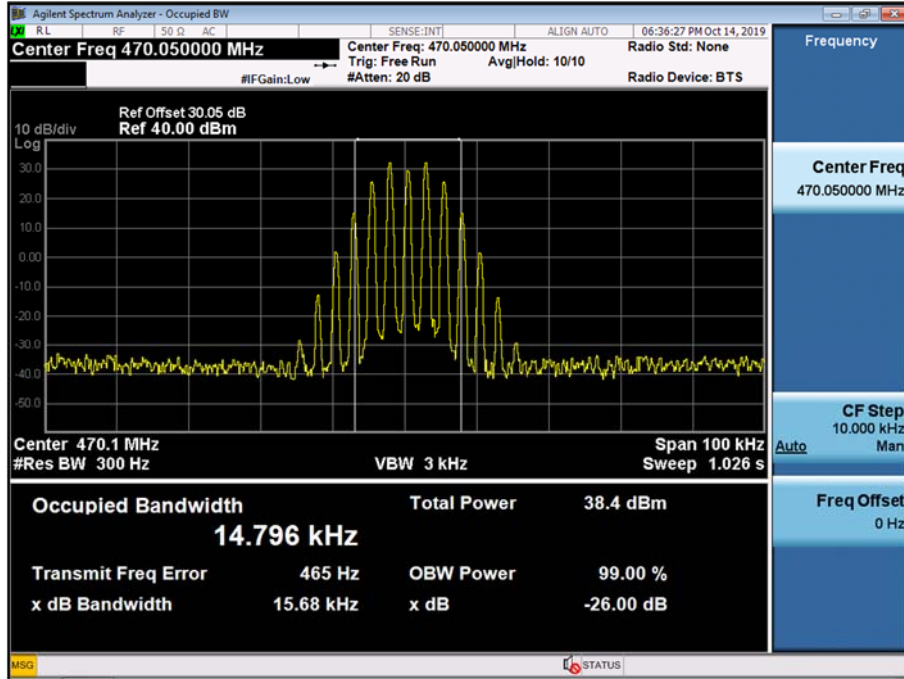 Agilent Spectrum Analyzer - Occupied BW
LXI RL RF 50 Ω AC SENSE:INT ALIGN AUTO 06:36:27 PM Oct 14, 2019
Center Freq 470.050000 MHz
Center Freq: 470.050000 MHz
Radio Std: None
Trig: Free Run Avg|Hold: 10/10
#IFGain:Low #Atten: 20 dB Radio Device: BTS
Ref Offset 30.05 dB
10 dB/div Ref 40.00 dBm
Log
30.0
20.0
10.0
0.00
-10.0
-20.0
-30.0
-40.0
-50.0
Center 470.1 MHz Span 100 kHz
#Res BW 300 Hz VBW 3 kHz Sweep 1.026 s
Occupied Bandwidth Total Power 38.4 dBm
14.796 kHz
Transmit Freq Error 465 Hz OBW Power 99.00 %
x dB Bandwidth 15.68 kHz x dB -26.00 dB
MSG STATUS
Frequency
Center Freq
470.050000 MHz
CF Step
10.000 kHz
Auto Man
Freq Offset
0 Hz